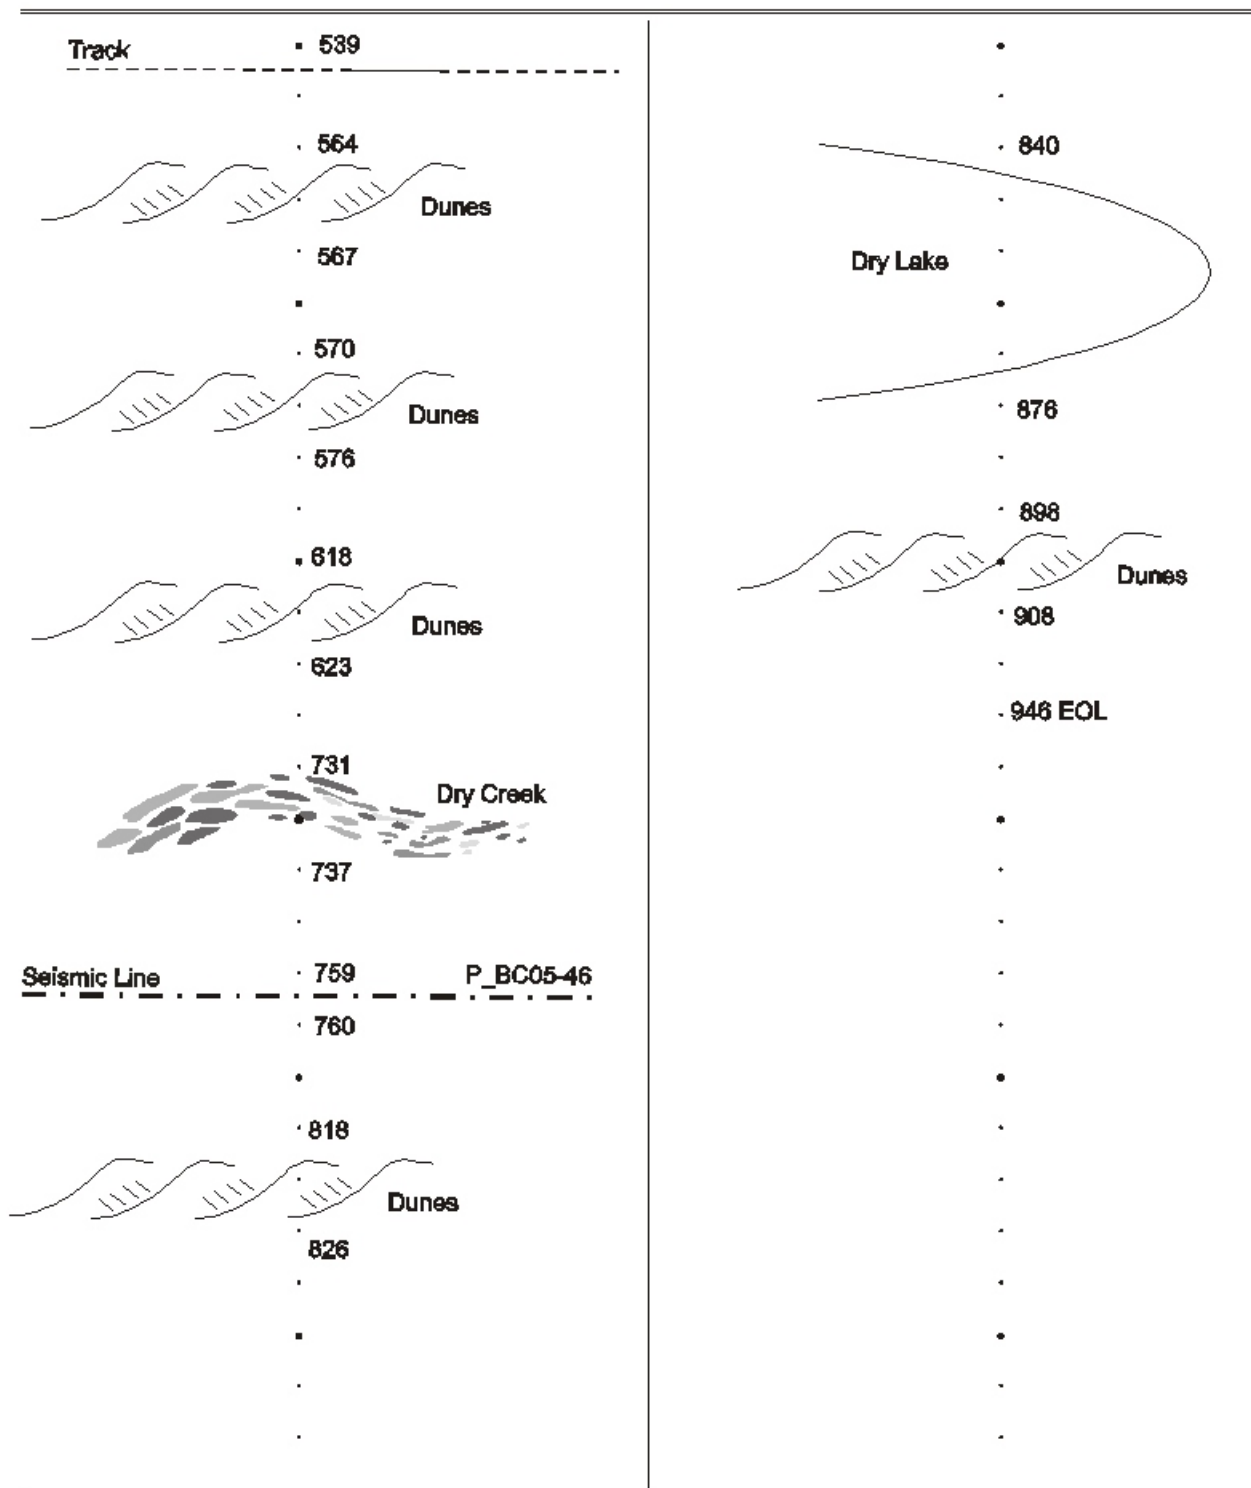 Track
539
564
Dunes
567
570
Dunes
576
618
Dunes
623
731
Dry Creek
737
Seismic Line 759 P_BC05-46
760
818
Dunes
826
840
Dry Lake
876
898
Dunes
908
946 EOL